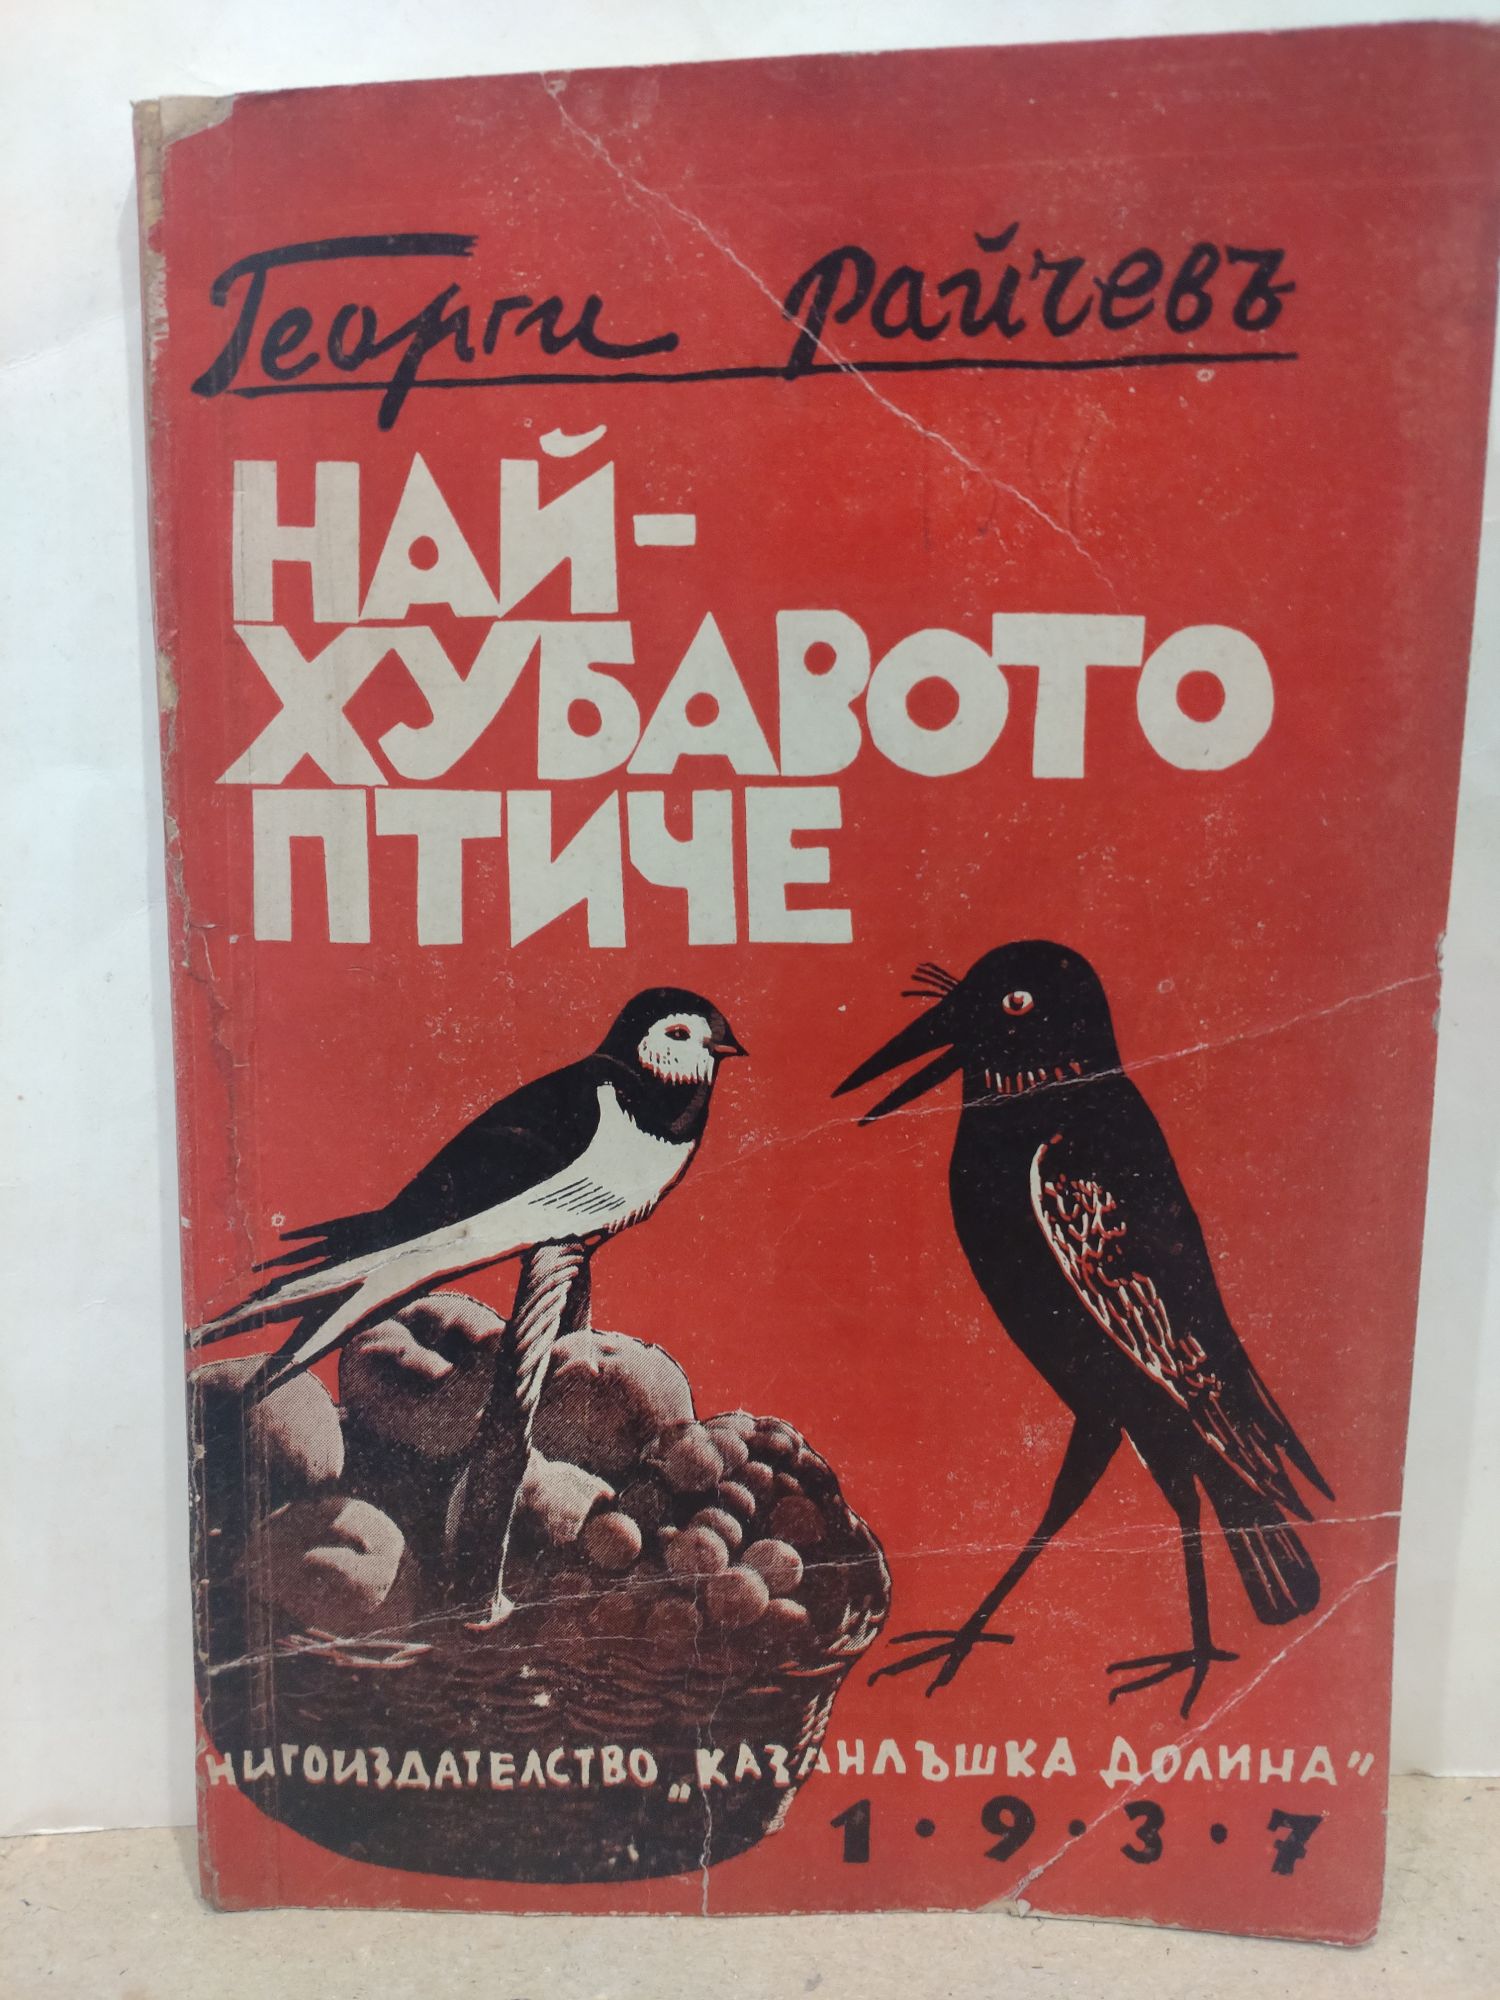 Георги Райчевъ
НАЙ-
ХУБАВОТО
ПТИЧЕ
НИГОИЗДАТЕЛСТВО „КАЗАНЛЪШКА ДОЛИНА"
1·9·3·7